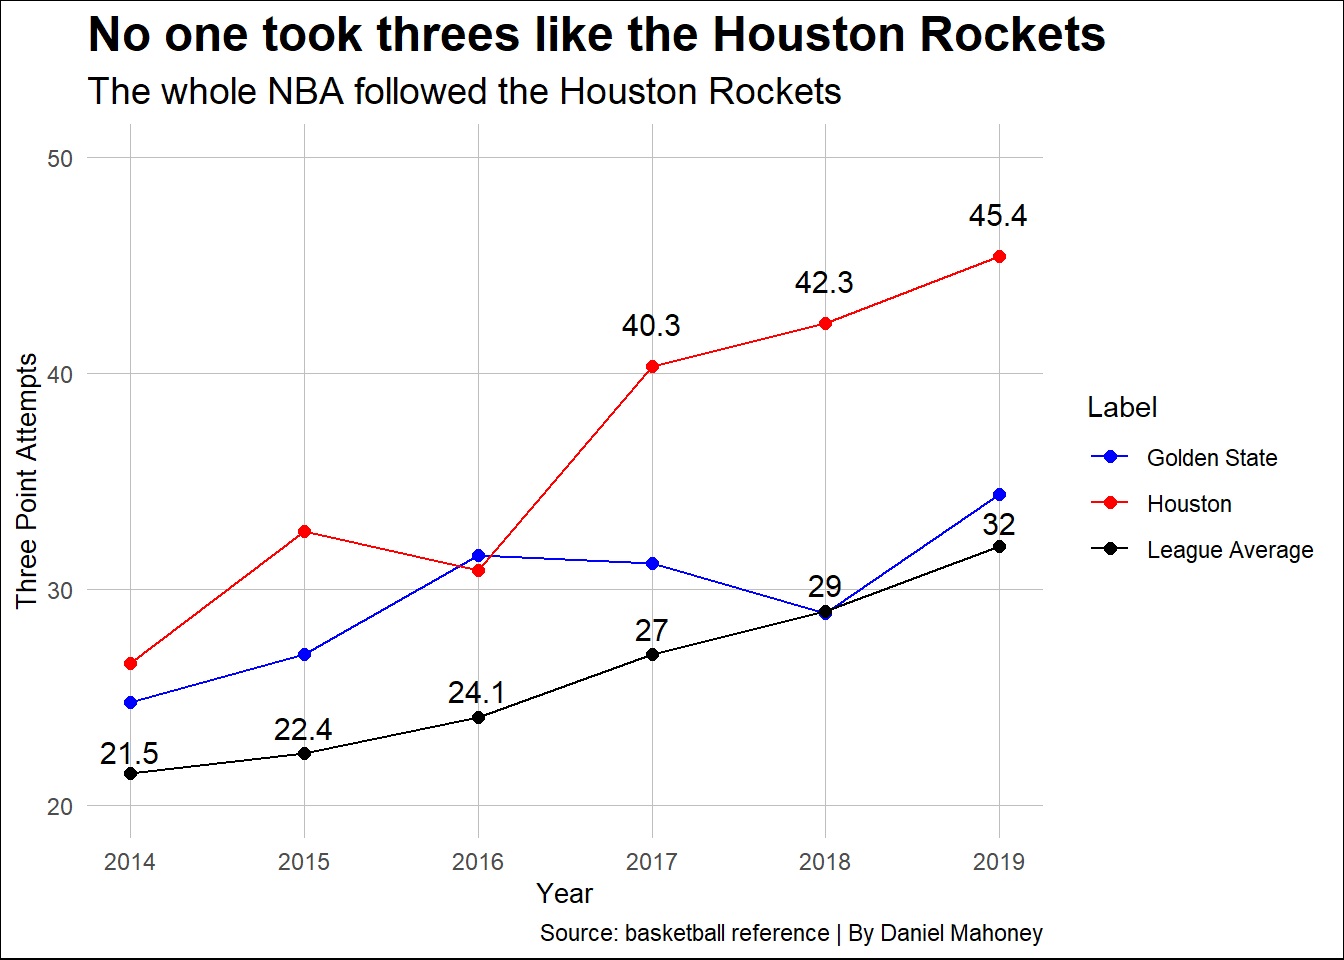 No one took threes like the Houston Rockets
The whole NBA followed the Houston Rockets
50
40
30
20
Three Point Attempts
45.4
42.3
40.3
32
29
27
24.1
22.4
21.5
2014 2015 2016 2017 2018 2019
Year
Label
Golden State
Houston
League Average
Source: basketball reference | By Daniel Mahoney